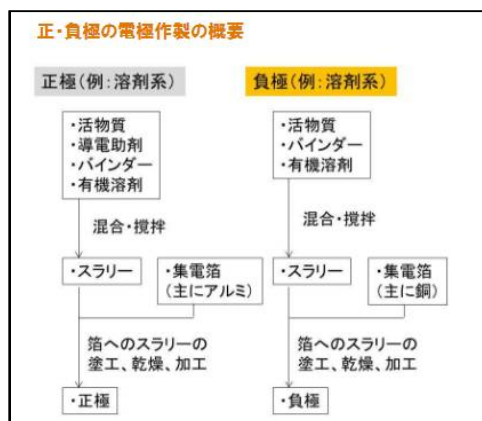 正・負極の電極作製の概要
正極(例:溶剤系)
・活物質
・導電助剤
・バインダー
・有機溶剤
混合・撹拌
・スラリー
・集電箔
(主にアルミ)
箔へのスラリーの
塗工、乾燥、加工
・正極
負極(例:溶剤系)
・活物質
・バインダー
・有機溶剤
混合・撹拌
・スラリー
・集電箔
(主に銅)
箔へのスラリーの
塗工、乾燥、加工
・負極